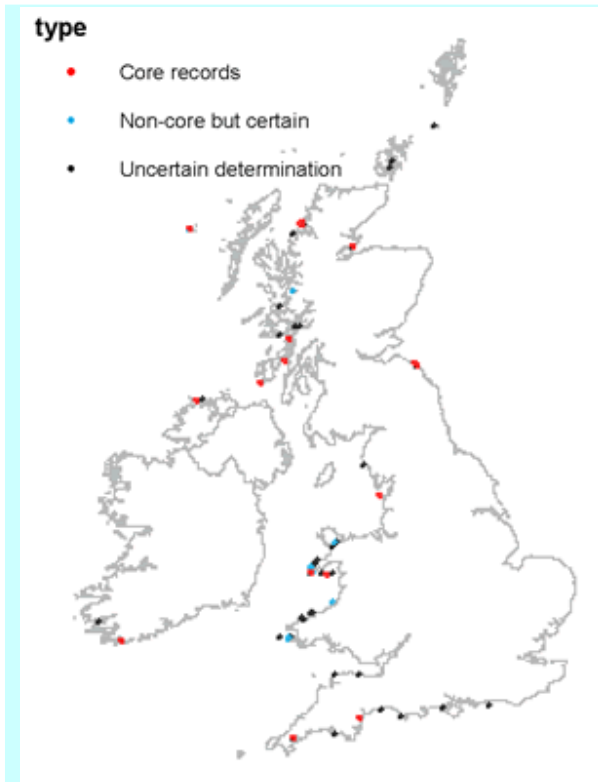 type
Core records
Non-core but certain
Uncertain determination